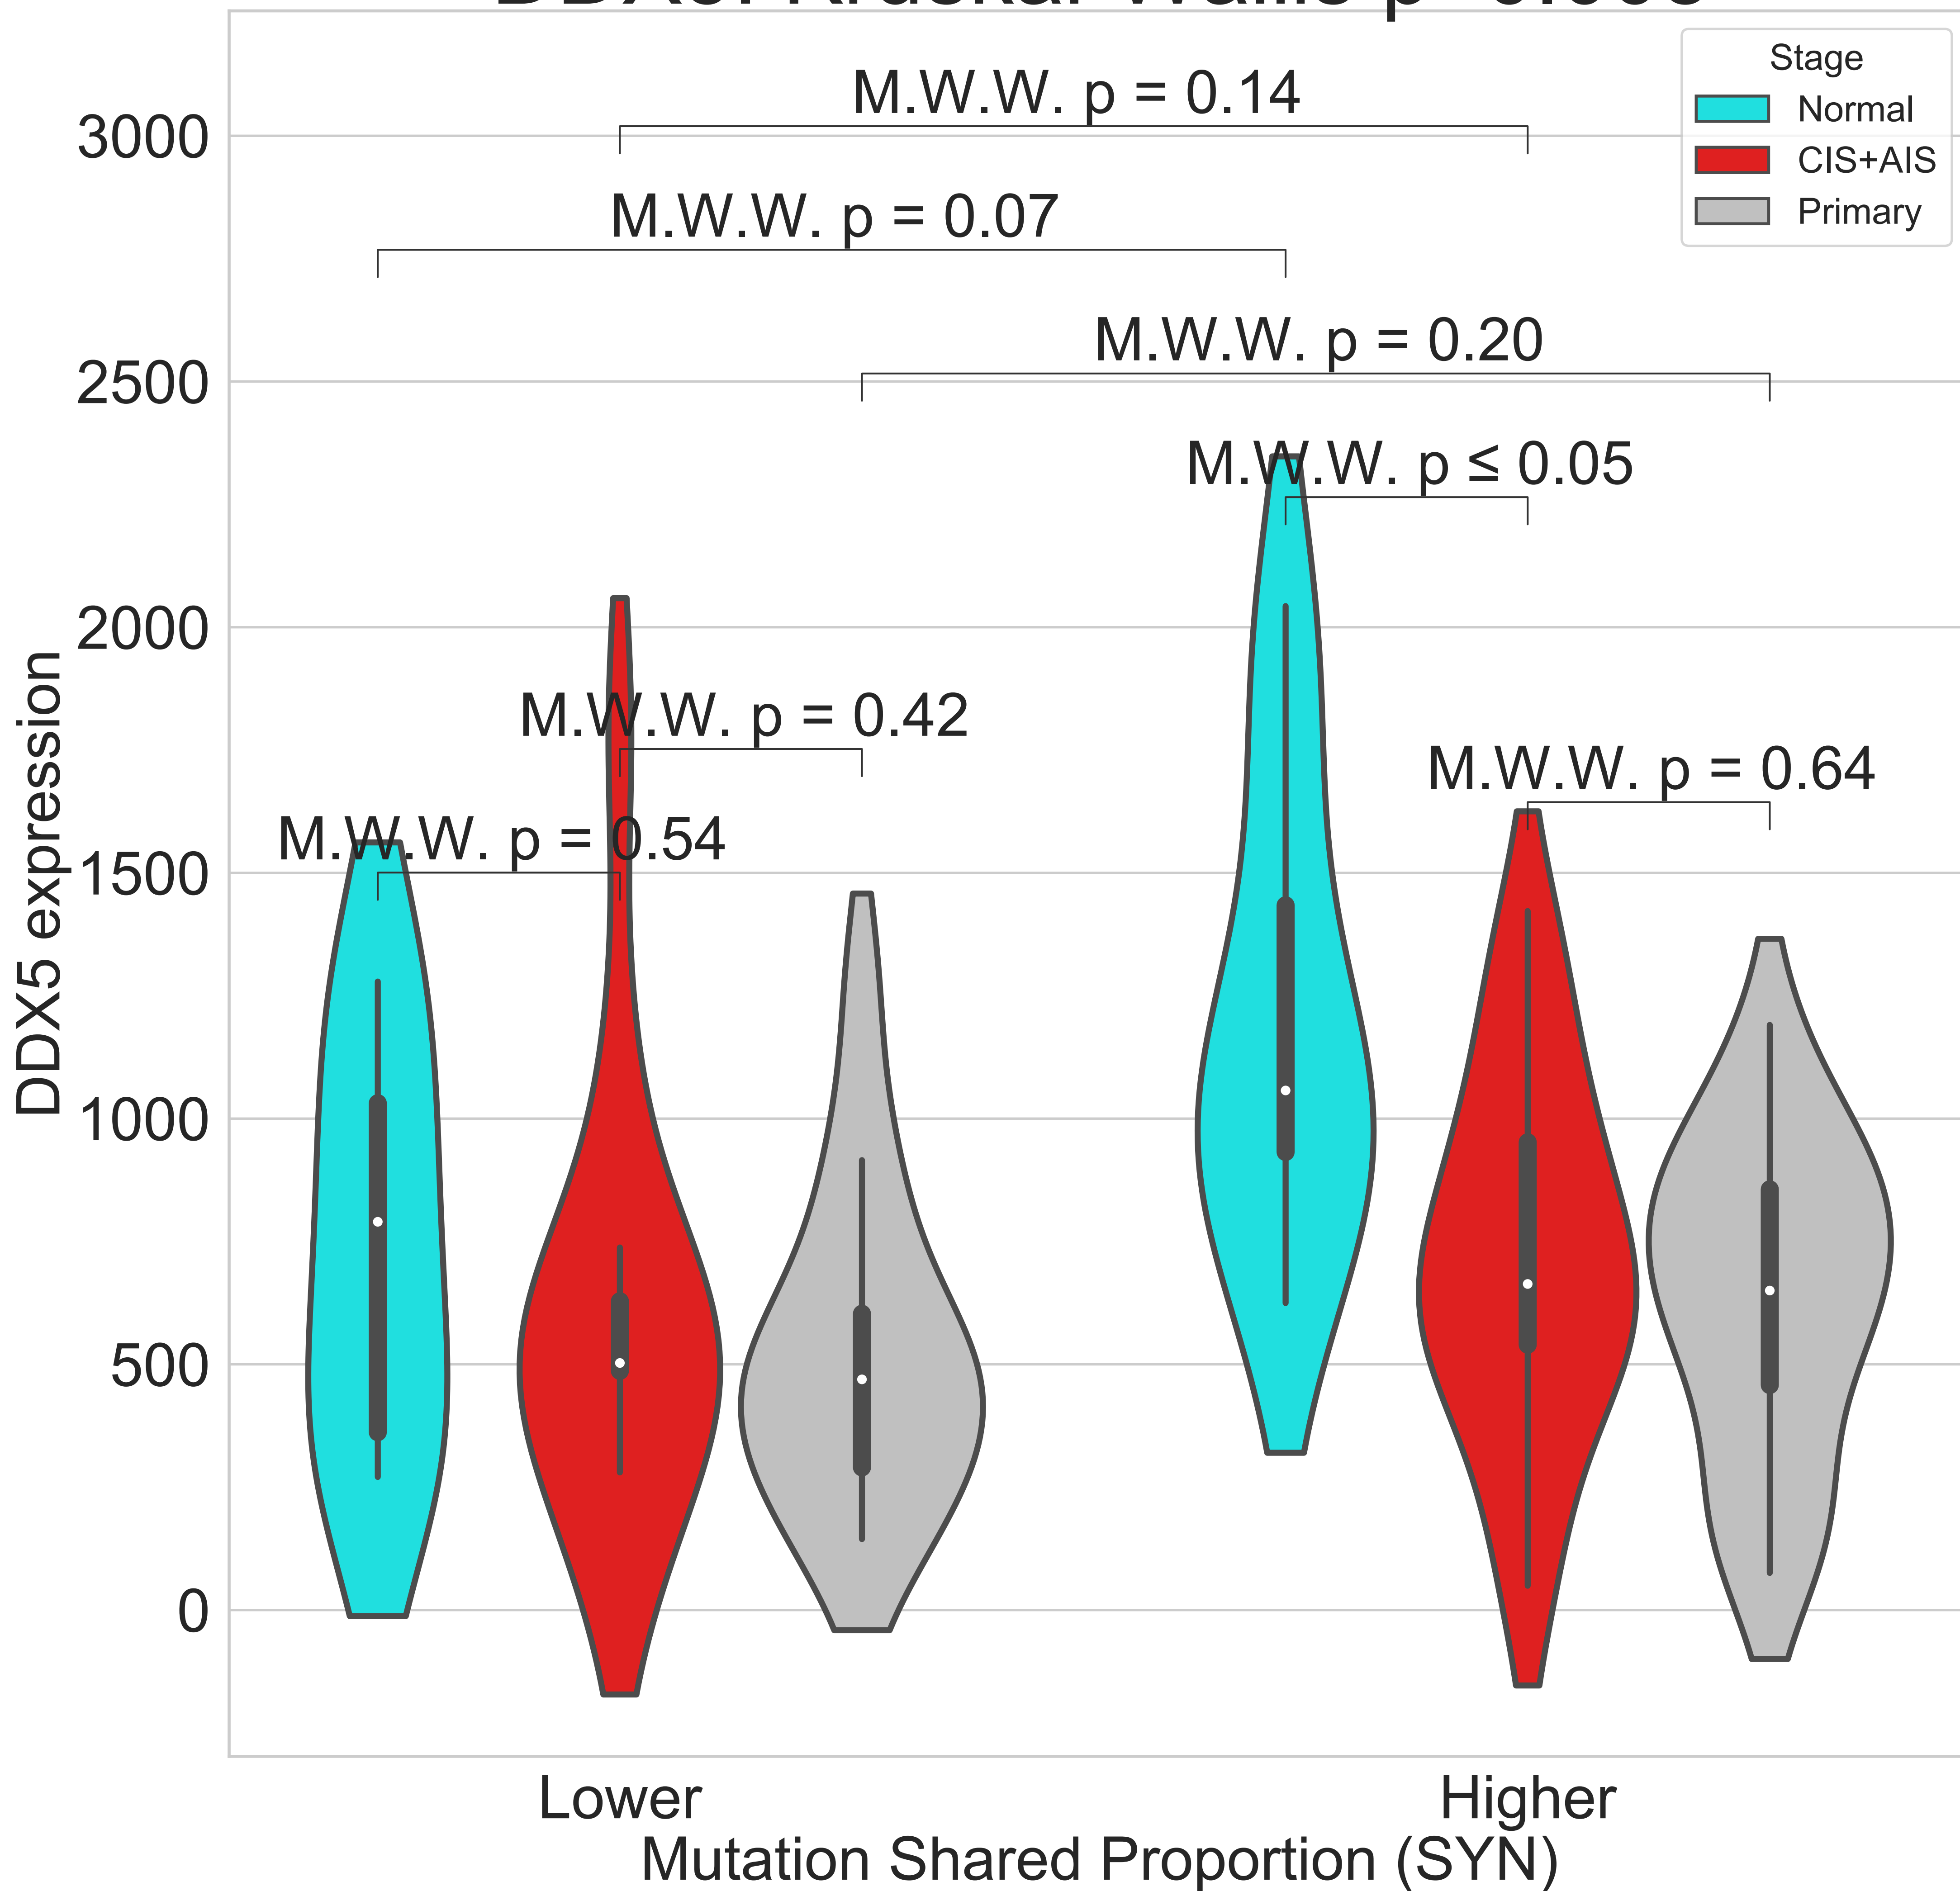 M.W.W. p = 0.14
M.W.W. p = 0.07
M.W.W. p = 0.20
M.W.W. p ≤ 0.05
M.W.W. p = 0.42
M.W.W. p = 0.64
M.W.W. p = 0.54
Stage
Normal
CIS+AIS
Primary
3000
2500
2000
1500
1000
500
0
DDX5 expression
Lower
Higher
Mutation Shared Proportion (SYN)